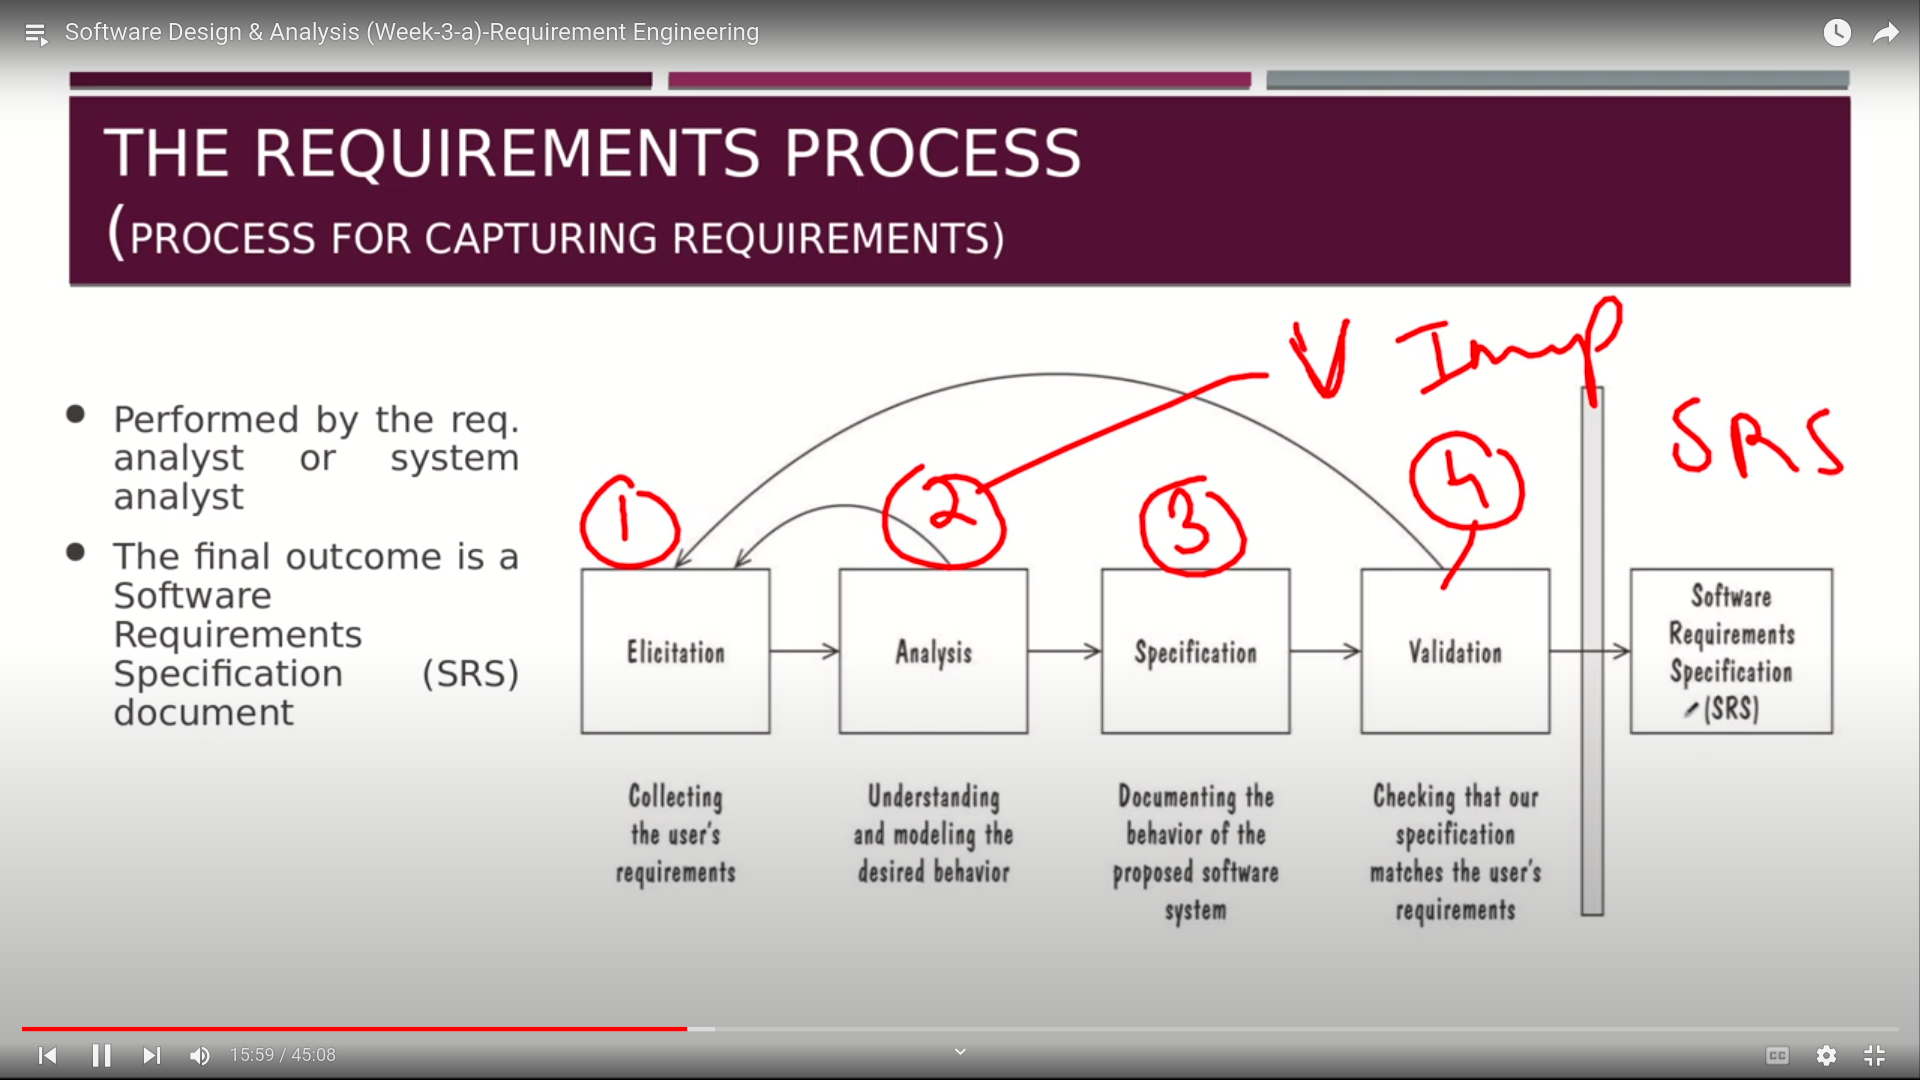 Software Design & Analysis (Week-3-a)-Requirement Engineering
THE REQUIREMENTS PROCESS
(PROCESS FOR CAPTURING REQUIREMENTS)
Performed by the req.
analyst or system
analyst
The final outcome is a
Software
Requirements
Specification (SRS)
document
V Imp
SRS
1
2
3
4
Elicitation
Analysis
Specification
Validation
Software
Requirements
Specification
(SRS)
Collecting
the user's
requirements
Understanding
and modeling the
desired behavior
Documenting the
behavior of the
proposed software
system
Checking that our
specification
matches the user's
requirements
15:59 / 45:08
CC